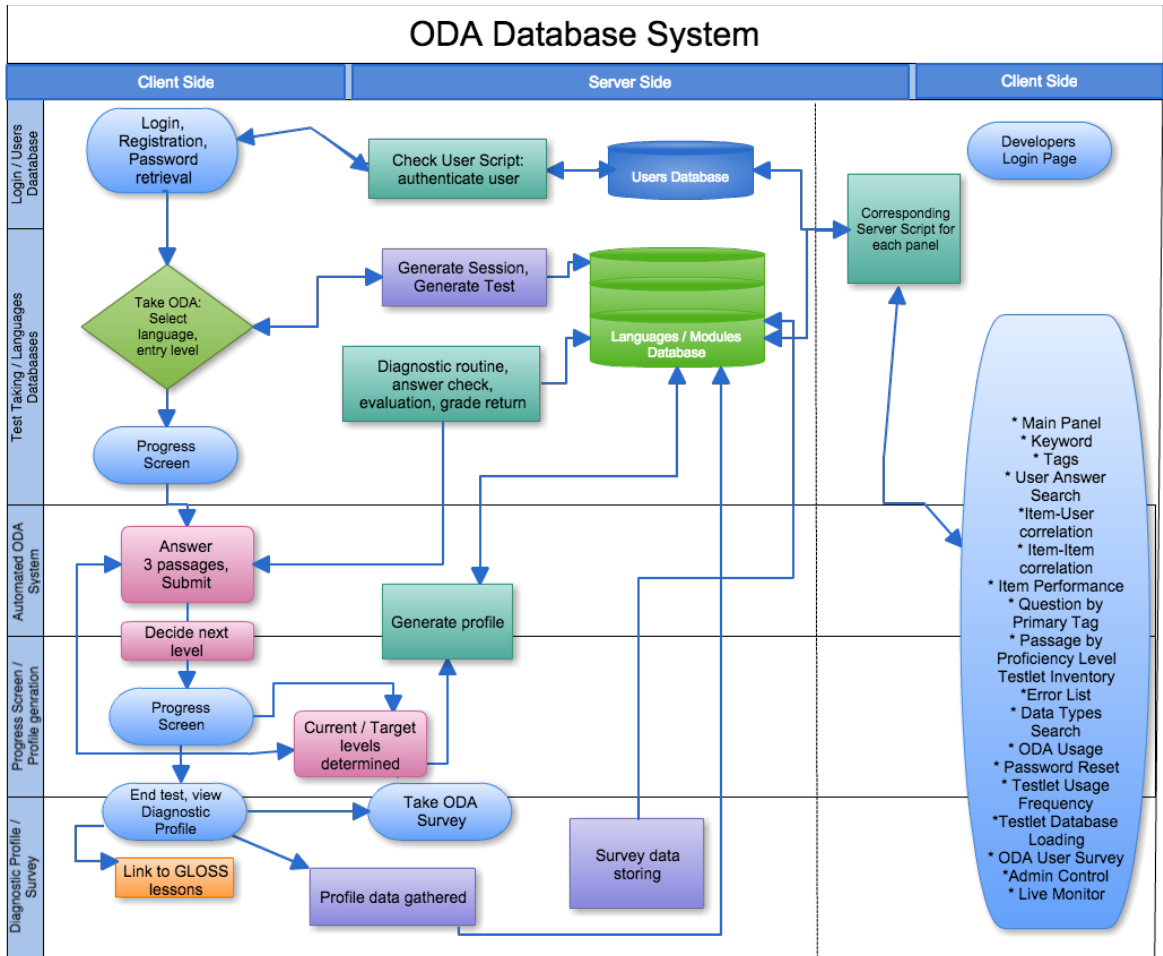 ODA Database System
Client Side
Server Side
Client Side
Login / Users
Daatabase
Login,
Registration,
Password
retrieval
Check User Script:
authenticate user
Users Database
Corresponding
Server Script for
each panel
Developers
Login Page
Test Taking / Languages
Databaases
Take ODA:
Select
language,
entry level
Generate Session,
Generate Test
Languages / Modules
Database
Diagnostic routine,
answer check,
evaluation, grade return
Progress
Screen
Automated ODA
System
Answer
3 passages,
Submit
Decide next
level
Generate profile
Progress Screen /
Profile genration
Progress
Screen
Current / Target
levels
determined
Diagnostic Profile /
Survey
End test, view
Diagnostic
Profile
Take ODA
Survey
Link to GLOSS
lessons
Profile data gathered
Survey data
storing
* Main Panel
* Keyword
* Tags
* User Answer
Search
*Item-User
correlation
* Item-Item
correlation
* Item Performance
* Question by
Primary Tag
* Passage by
Proficiency Level
Testlet Inventory
*Error List
* Data Types
Search
* ODA Usage
* Password Reset
* Testlet Usage
Frequency
*Testlet Database
Loading
* ODA User Survey
*Admin Control
* Live Monitor